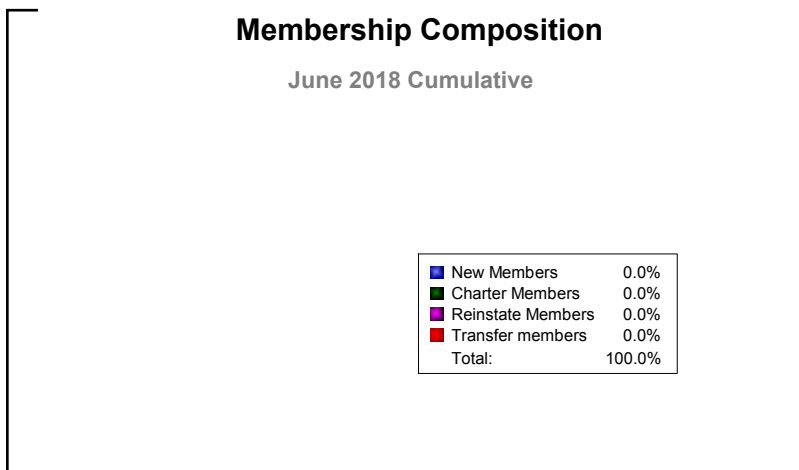 Membership Composition
June 2018 Cumulative
New Members 0.0%
Charter Members 0.0%
Reinstate Members 0.0%
Transfer members 0.0%
Total: 100.0%